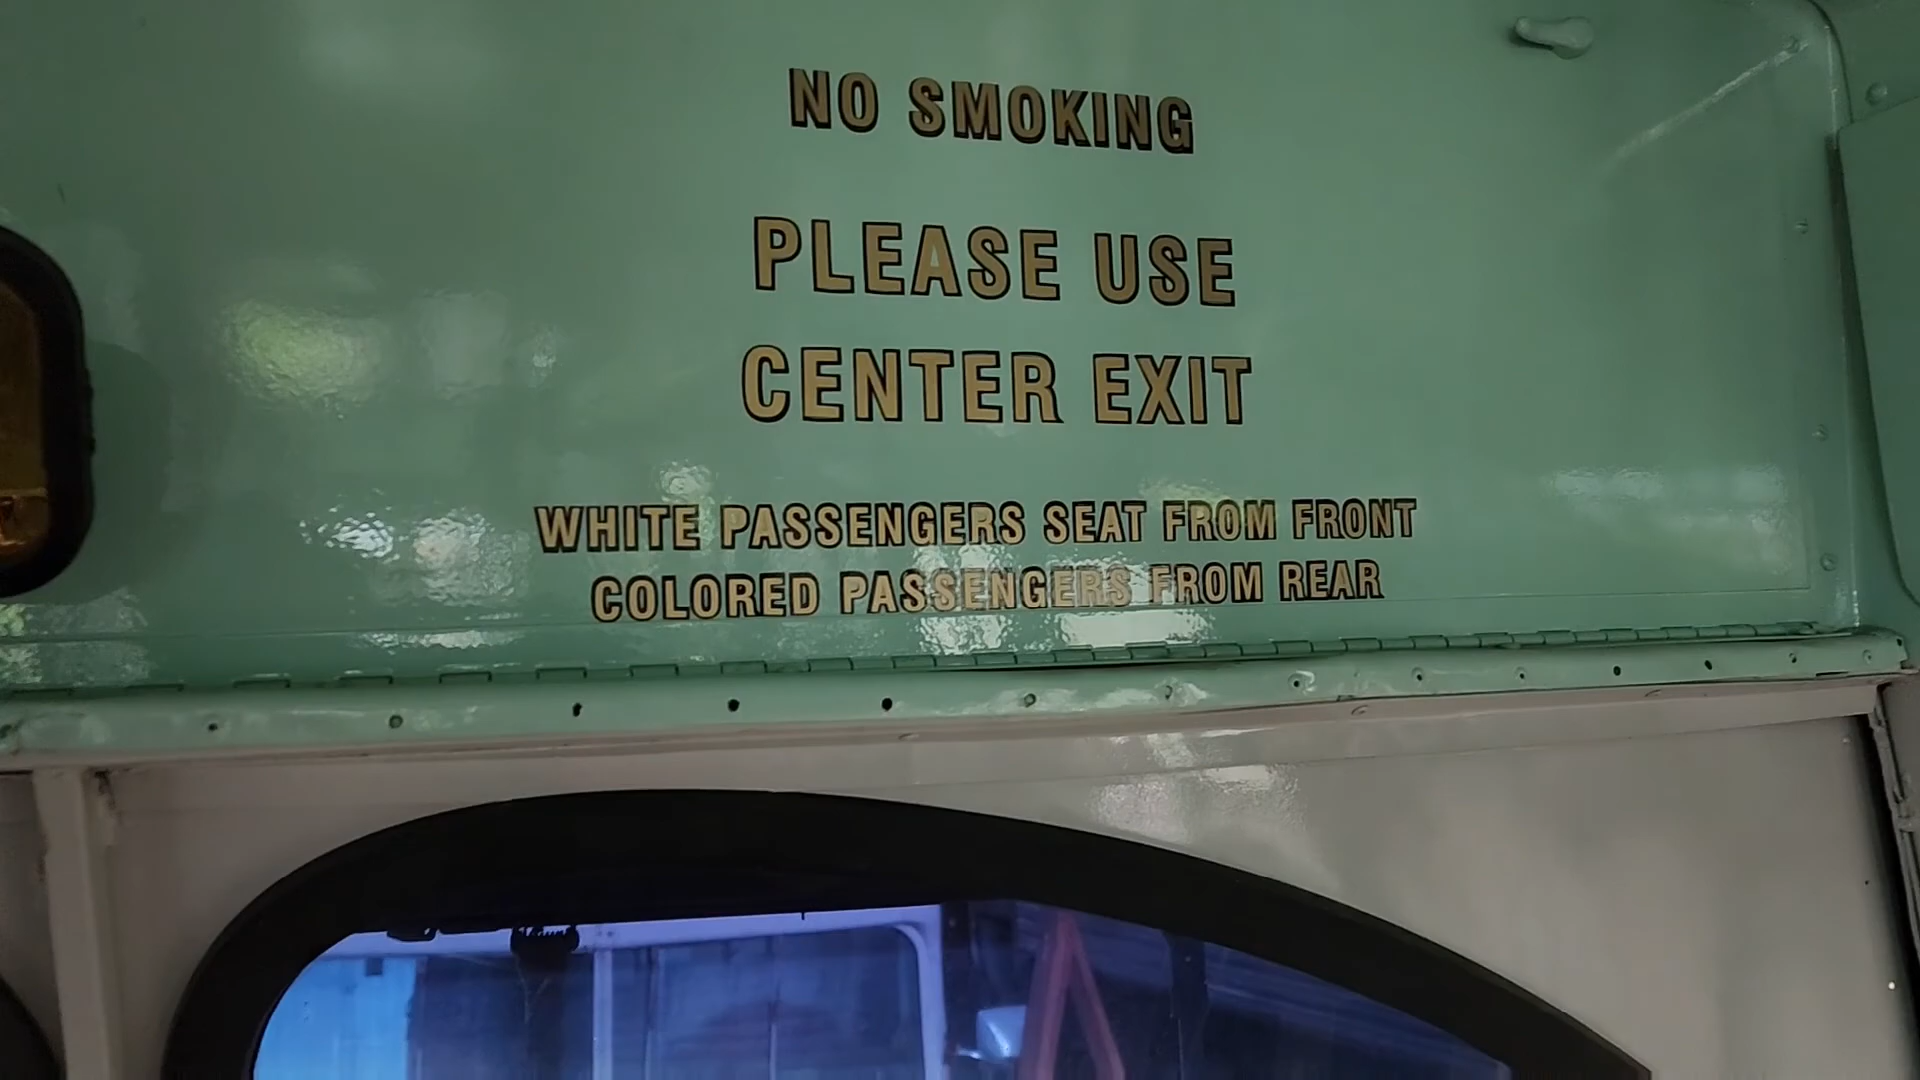 NO SMOKING
PLEASE USE
CENTER EXIT
WHITE PASSENGERS SEAT FROM FRONT
COLORED PASSENGERS FROM REAR